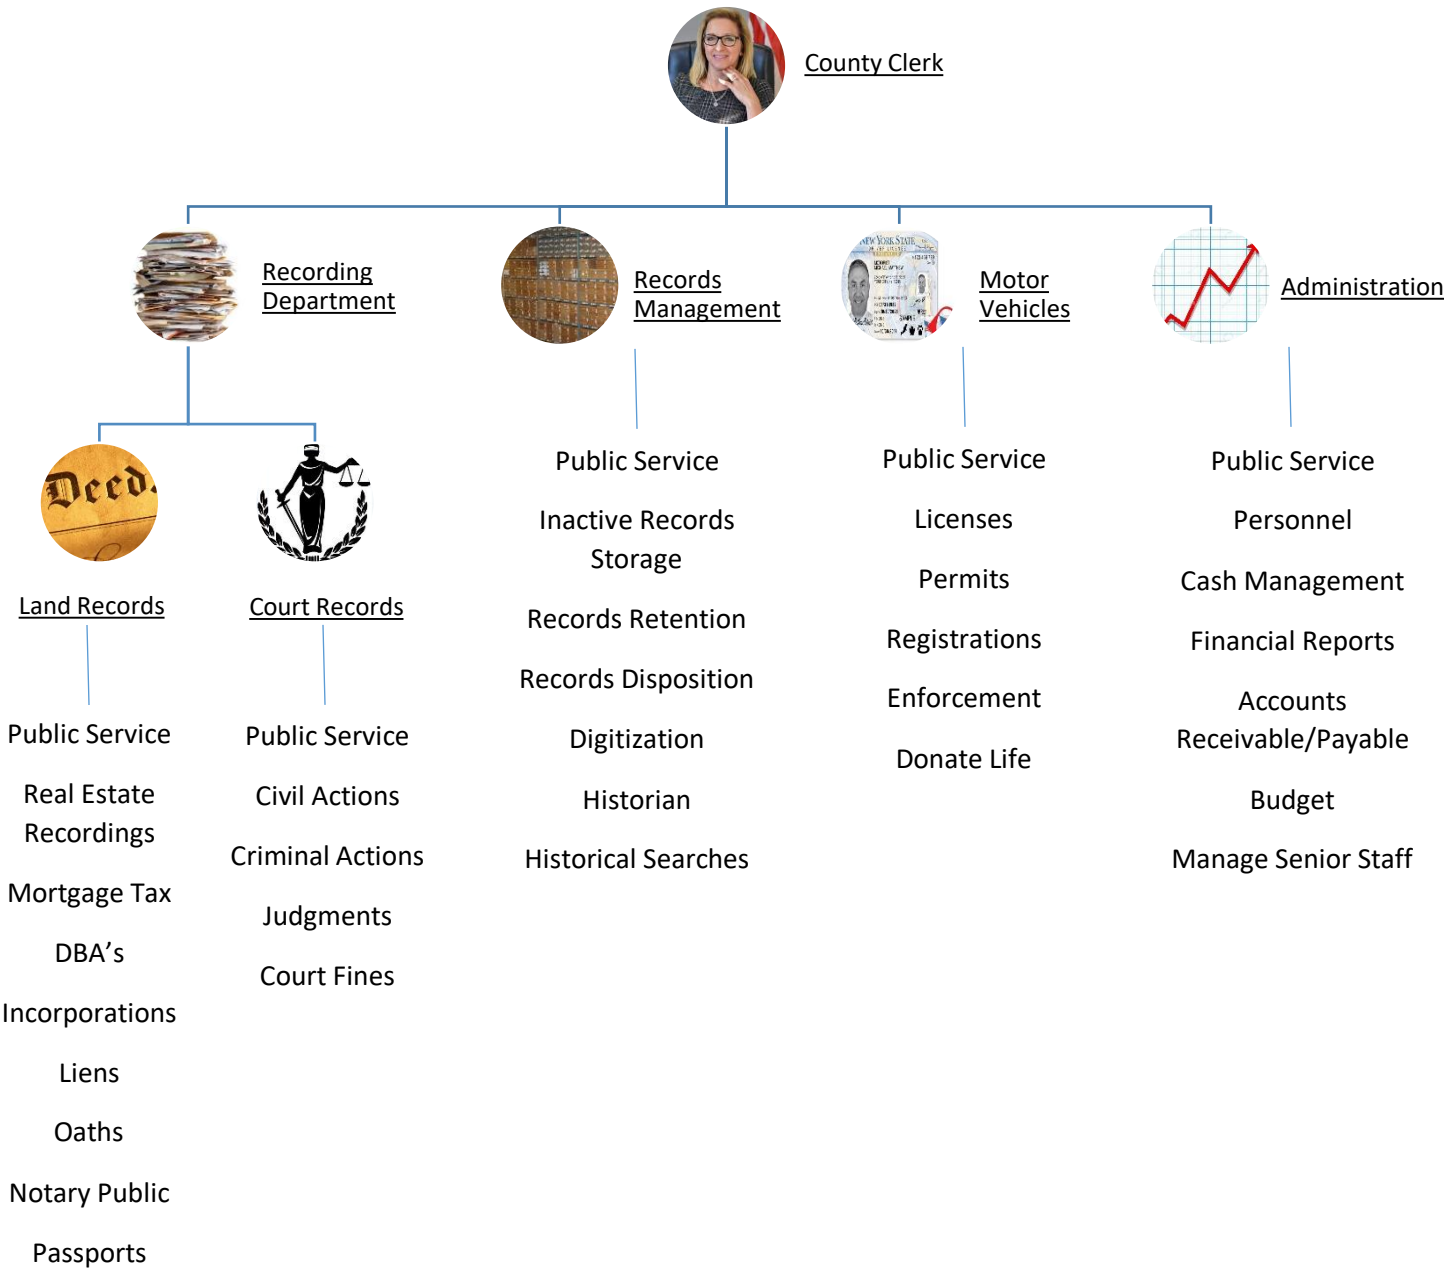 County Clerk
Recording
Department
Records
Management
Motor
Vehicles
Administration
NEW YORK STATE
SAMPLE
Deed.
Land Records
Court Records
Public Service
Real Estate
Recordings
Mortgage Tax
DBA’s
Incorporations
Liens
Oaths
Notary Public
Passports
Public Service
Civil Actions
Criminal Actions
Judgments
Court Fines
Public Service
Inactive Records
Storage
Records Retention
Records Disposition
Digitization
Historian
Historical Searches
Public Service
Licenses
Permits
Registrations
Enforcement
Donate Life
Public Service
Personnel
Cash Management
Financial Reports
Accounts
Receivable/Payable
Budget
Manage Senior Staff